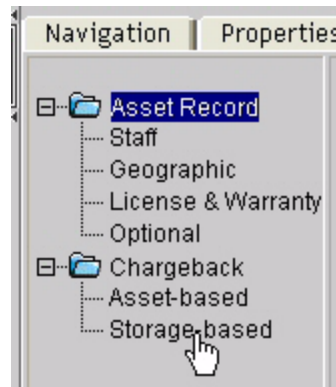 Navigation Properties
Asset Record
Staff
Geographic
License & Warranty
Optional
Chargeback
Asset-based
Storage-based